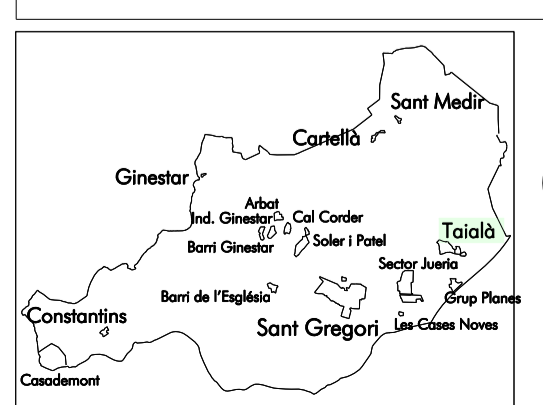 Sant Medir
Cartellà
Ginestar
Arbat
Ind. Ginestar
Cal Corder
Taialà
Barri Ginestar
Soler i Patel
Sector Jueria
Barri de l'Església
Grup Planes
Constantins
Sant Gregori
Les Cases Noves
Casademont